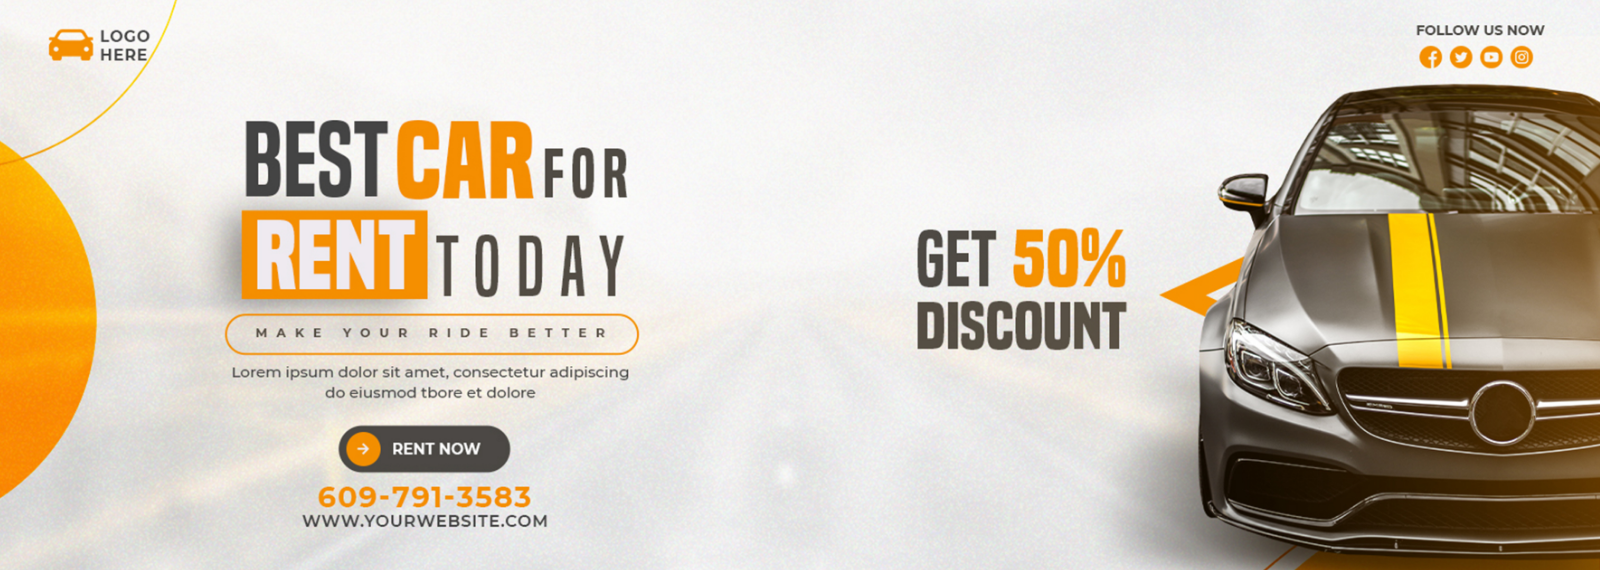 LOGO
HERE
FOLLOW US NOW
BEST CAR FOR
RENT TODAY
MAKE YOUR RIDE BETTER
Lorem ipsum dolor sit amet, consectetur adipiscing
do eiusmod tbore et dolore
RENT NOW
609-791-3583
WWW.YOURWEBSITE.COM
GET 50%
DISCOUNT